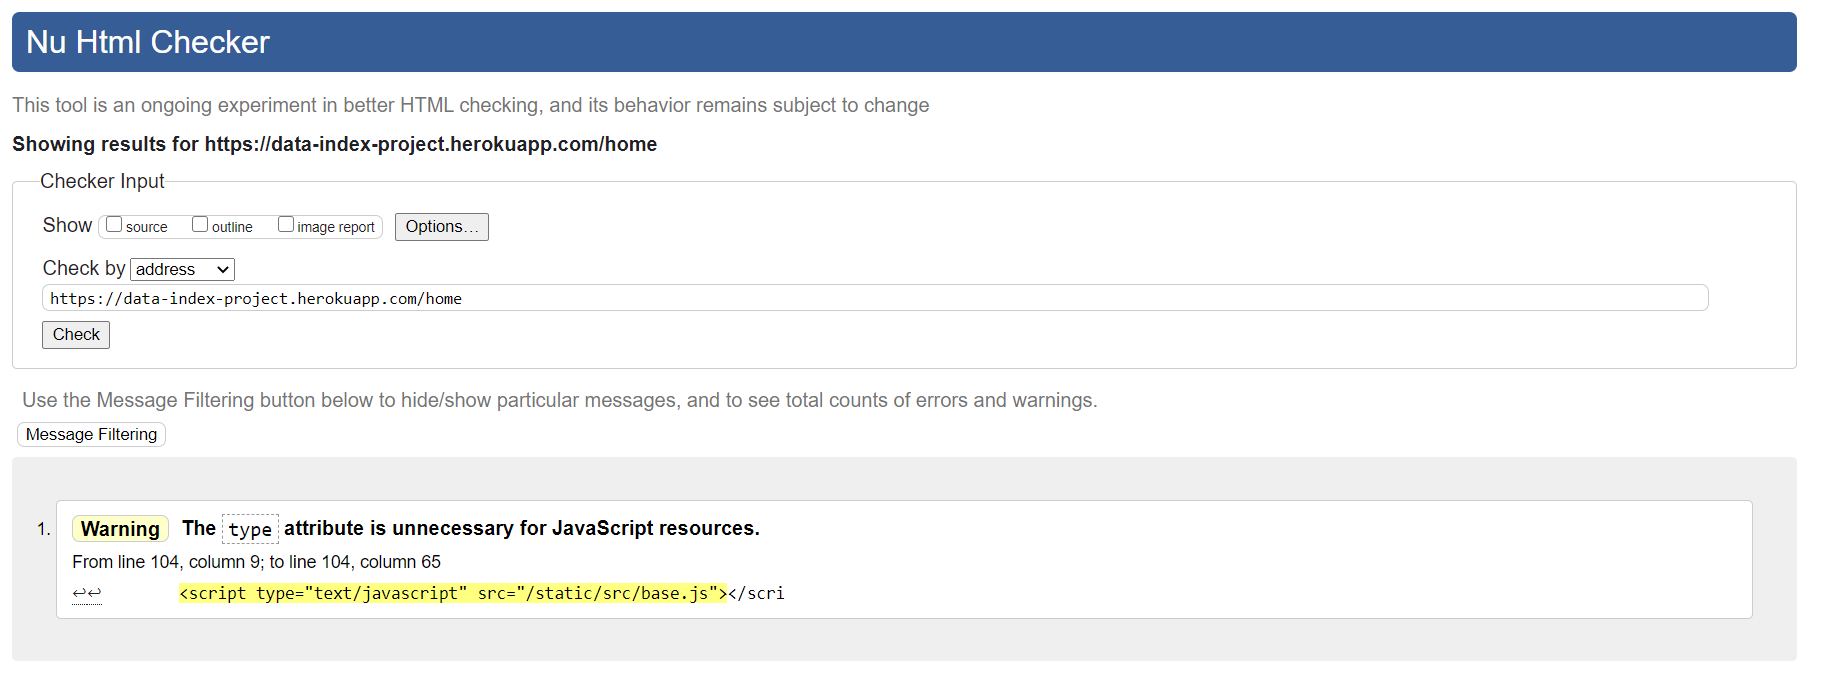 Nu Html Checker
This tool is an ongoing experiment in better HTML checking, and its behavior remains subject to change
Showing results for https://data-index-project.herokuapp.com/home
Checker Input
Show source outline image report Options…
Check by address
https://data-index-project.herokuapp.com/home
Check
Use the Message Filtering button below to hide/show particular messages, and to see total counts of errors and warnings.
Message Filtering
1. Warning The type attribute is unnecessary for JavaScript resources.
From line 104, column 9; to line 104, column 65
↩↩ <script type="text/javascript" src="/static/src/base.js"></scri